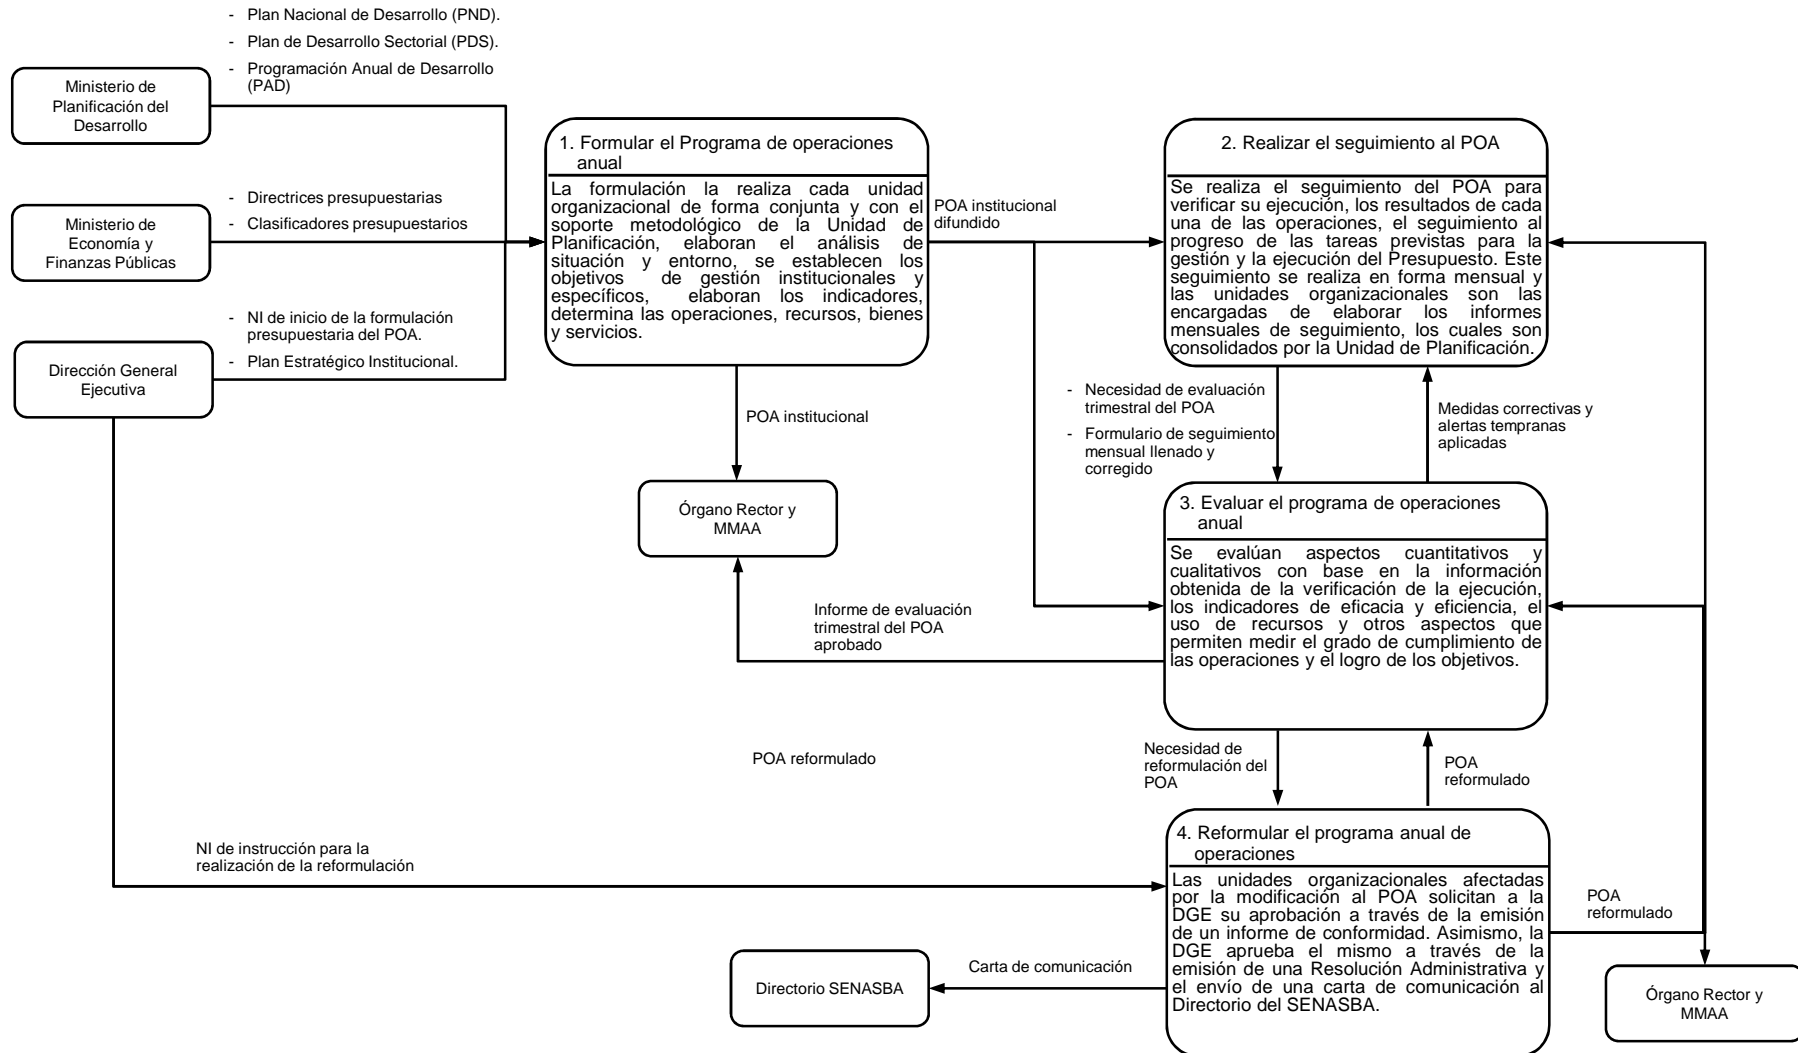 - Plan Nacional de Desarrollo (PND).
- Plan de Desarrollo Sectorial (PDS).
- Programación Anual de Desarrollo
(PAD)
Ministerio de
Planificación del
Desarrollo
- Directrices presupuestarias
- Clasificadores presupuestarios
Ministerio de
Economía y
Finanzas Públicas
- NI de inicio de la formulación
presupuestaria del POA.
- Plan Estratégico Institucional.
Dirección General
Ejecutiva
1. Formular el Programa de operaciones
anual
La formulación la realiza cada unidad
organizacional de forma conjunta y con el
soporte metodológico de la Unidad de
Planificación, elaboran el análisis de
situación y entorno, se establecen los
objetivos de gestión institucionales y
específicos, elaboran los indicadores,
determina las operaciones, recursos, bienes
y servicios.
POA institucional
difundido
2. Realizar el seguimiento al POA
Se realiza el seguimiento del POA para
verificar su ejecución, los resultados de cada
una de las operaciones, el seguimiento al
progreso de las tareas previstas para la
gestión y la ejecución del Presupuesto. Este
seguimiento se realiza en forma mensual y
las unidades organizacionales son las
encargadas de elaborar los informes
mensuales de seguimiento, los cuales son
consolidados por la Unidad de Planificación.
POA institucional
- Necesidad de evaluación
trimestral del POA
- Formulario de seguimiento
mensual llenado y
corregido
Medidas correctivas y
alertas tempranas
aplicadas
Órgano Rector y
MMAA
3. Evaluar el programa de operaciones
anual
Se evalúan aspectos cuantitativos y
cualitativos con base en la información
obtenida de la verificación de la ejecución,
los indicadores de eficacia y eficiencia, el
uso de recursos y otros aspectos que
permiten medir el grado de cumplimiento de
las operaciones y el logro de los objetivos.
Informe de evaluación
trimestral del POA
aprobado
POA reformulado
Necesidad de
reformulación del
POA
POA
reformulado
NI de instrucción para la
realización de la reformulación
4. Reformular el programa anual de
operaciones
Las unidades organizacionales afectadas
por la modificación al POA solicitan a la
DGE su aprobación a través de la emisión
de un informe de conformidad. Asimismo, la
DGE aprueba el mismo a través de la
emisión de una Resolución Administrativa y
el envío de una carta de comunicación al
Directorio del SENASBA.
POA
reformulado
Carta de comunicación
Directorio SENASBA
Órgano Rector y
MMAA